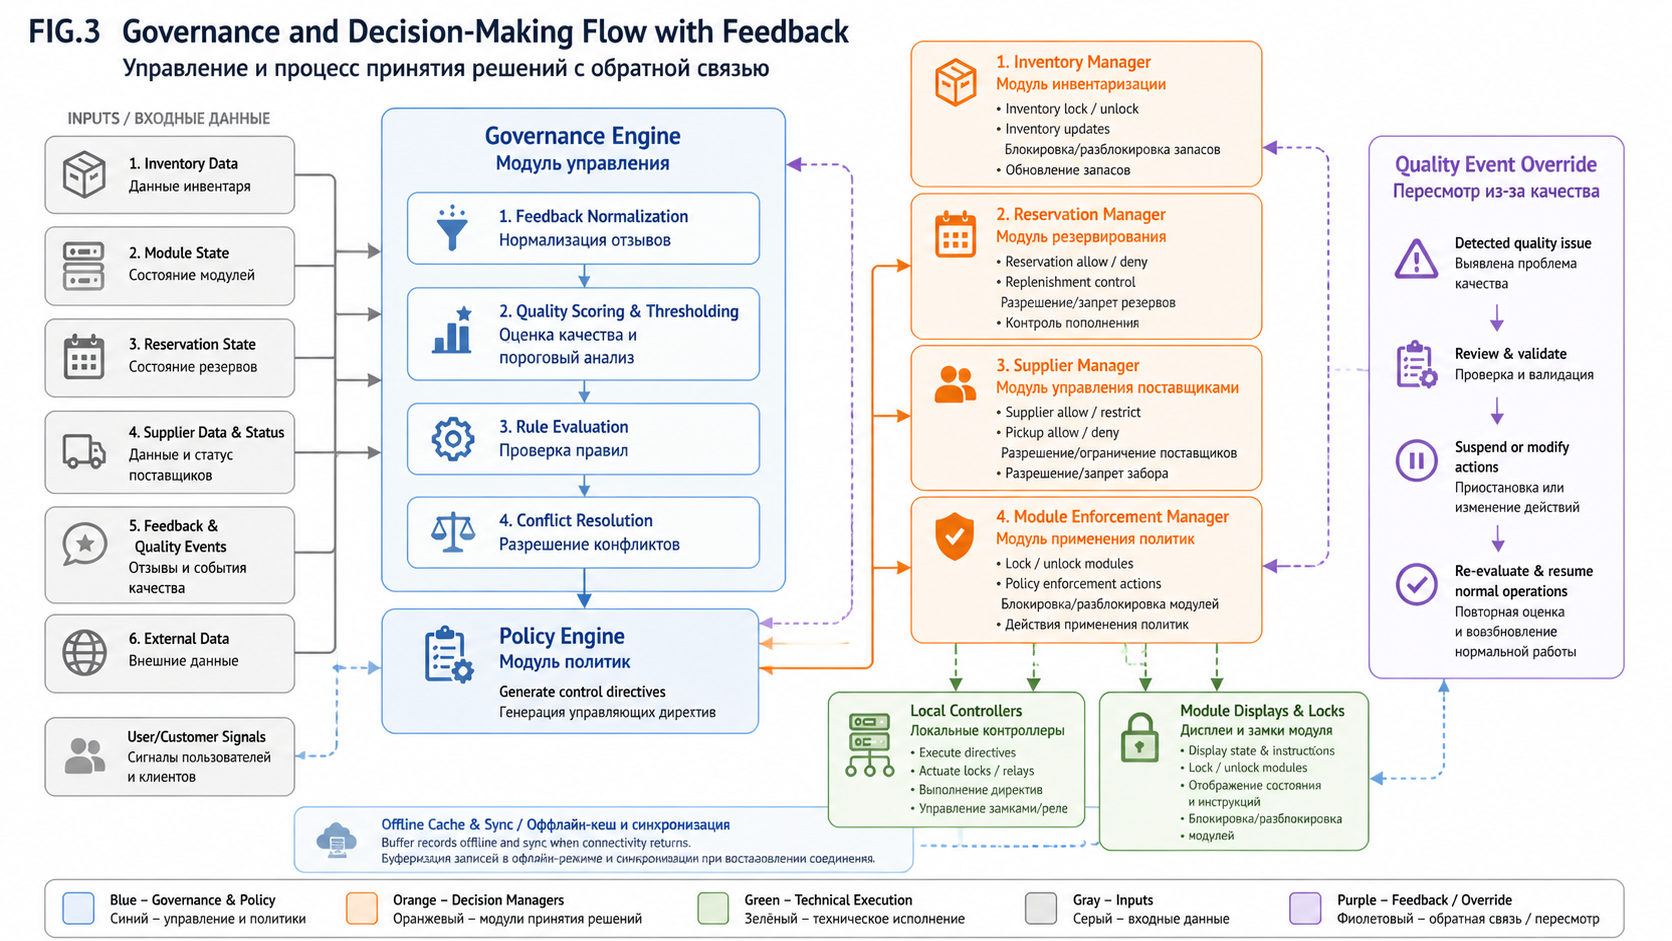 FIG.3 Governance and Decision-Making Flow with Feedback
Управление и процесс принятия решений с обратной связью
INPUTS / ВХОДНЫЕ ДАННЫЕ
1. Inventory Data
Данные инвентаря
2. Module State
Состояние модулей
3. Reservation State
Состояние резервов
4. Supplier Data & Status
Данные и статус
поставщиков
5. Feedback &
Quality Events
Отзывы и события
качества
6. External Data
Внешние данные
User/Customer Signals
Сигналы пользователей
и клиентов
Governance Engine
Модуль управления
1. Feedback Normalization
Нормализация отзывов
2. Quality Scoring & Thresholding
Оценка качества и
пороговый анализ
3. Rule Evaluation
Проверка правил
4. Conflict Resolution
Разрешение конфликтов
Policy Engine
Модуль политик
Generate control directives
Генерация управляющих директив
1. Inventory Manager
Модуль инвентаризации
• Inventory lock / unlock
• Inventory updates
Блокировка/разблокировка запасов
• Обновление запасов
2. Reservation Manager
Модуль резервирования
• Reservation allow / deny
• Replenishment control
Разрешение/запрет резервов
• Контроль пополнения
3. Supplier Manager
Модуль управления поставщиками
• Supplier allow / restrict
• Pickup allow / deny
Разрешение/ограничение поставщиков
• Разрешение/запрет забора
4. Module Enforcement Manager
Модуль применения политик
• Lock / unlock modules
• Policy enforcement actions
Блокировка/разблокировка модулей
• Действия применения политик
Quality Event Override
Пересмотр из-за качества
Detected quality issue
Выявлена проблема
качества
Review & validate
Проверка и валидация
Suspend or modify
actions
Приостановка или
изменение действий
Re-evaluate & resume
normal operations
Повторная оценка
и воззбновление
нормальной работы
Local Controllers
Локальные контроллеры
• Execute directives
• Actuate locks / relays
• Выполнение директив
• Управление замками/реле
Module Displays & Locks
Дисплеи и замки модуля
• Display state & instructions
• Lock / unlock modules
• Отображение состояния
и инструкций
• Блокировка/разблокировка
• модулей
Offline Cache & Sync / Оффлайн-кеш и синхронизация
Buffer records offline and sync when connectivity returns.
Буферизация записей в офлайн-режиме и синхронизации при соединения.
Blue – Governance & Policy
Синий – управление и политики
Orange – Decision Managers
Оранжевый – модули принятия решений
Green – Technical Execution
Зелёный – техническое исполнение
Gray – Inputs
Серый – входные данные
Purple – Feedback / Override
Фиолетовый – обратная связь / пересмотр